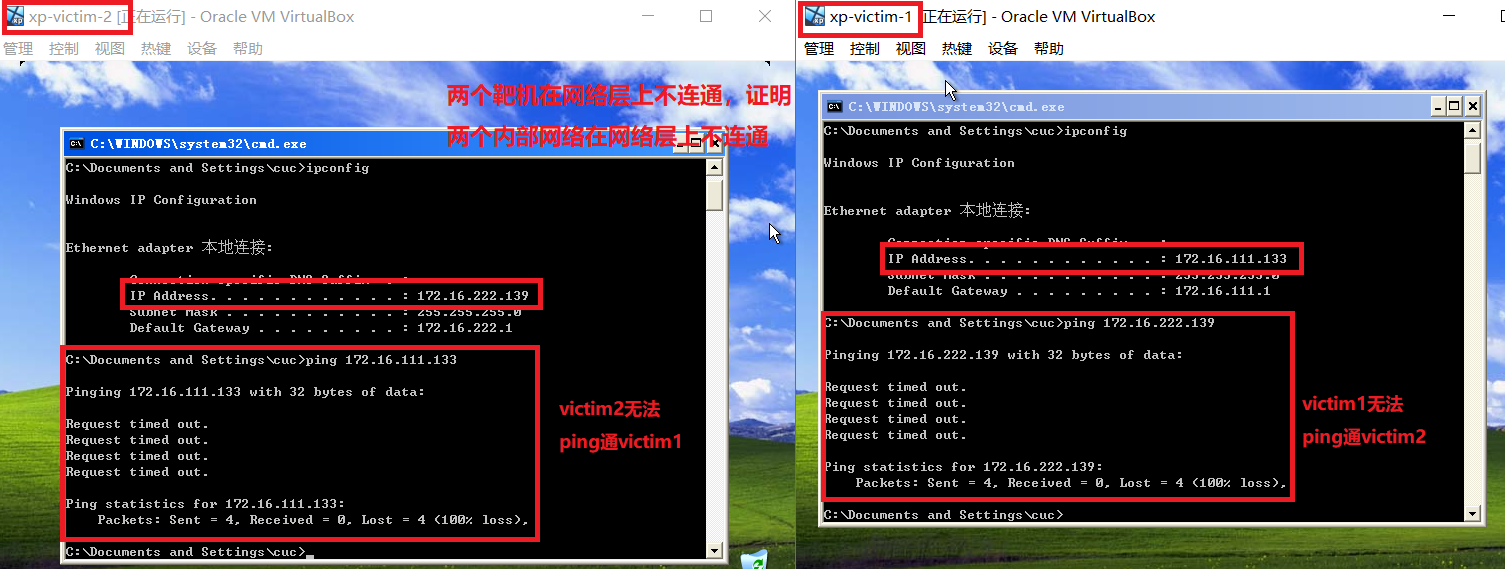 xp-victim-2 [正在运行] - Oracle VM VirtualBox
管理 控制 视图 热键 设备 帮助
两个靶机在网络层上不连通，证明
两个内部网络在网络层上不连通
C:\WINDOWS\system32\cmd.exe
C:\Documents and Settings\cuc>ipconfig
Windows IP Configuration
Ethernet adapter 本地连接:
Connection-specific DNS Suffix  . :
IP Address. . . . . . . . . . . . : 172.16.222.139
Subnet Mask . . . . . . . . . . . : 255.255.255.0
Default Gateway . . . . . . . . . : 172.16.222.1
C:\Documents and Settings\cuc>ping 172.16.111.133
Pinging 172.16.111.133 with 32 bytes of data:
Request timed out.
Request timed out.
Request timed out.
Request timed out.
Ping statistics for 172.16.111.133:
Packets: Sent = 4, Received = 0, Lost = 4 (100% loss),
C:\Documents and Settings\cuc>_
victim2无法
ping通victim1
xp-victim-1 [正在运行] - Oracle VM VirtualBox
管理 控制 视图 热键 设备 帮助
C:\WINDOWS\system32\cmd.exe
C:\Documents and Settings\cuc>ipconfig
Windows IP Configuration
Ethernet adapter 本地连接:
Connection-specific DNS Suffix  . :
IP Address. . . . . . . . . . . . : 172.16.111.133
Subnet Mask . . . . . . . . . . . : 255.255.255.0
Default Gateway . . . . . . . . . : 172.16.111.1
C:\Documents and Settings\cuc>ping 172.16.222.139
Pinging 172.16.222.139 with 32 bytes of data:
Request timed out.
Request timed out.
Request timed out.
Request timed out.
Ping statistics for 172.16.222.139:
Packets: Sent = 4, Received = 0, Lost = 4 (100% loss),
C:\Documents and Settings\cuc>
victim1无法
ping通victim2